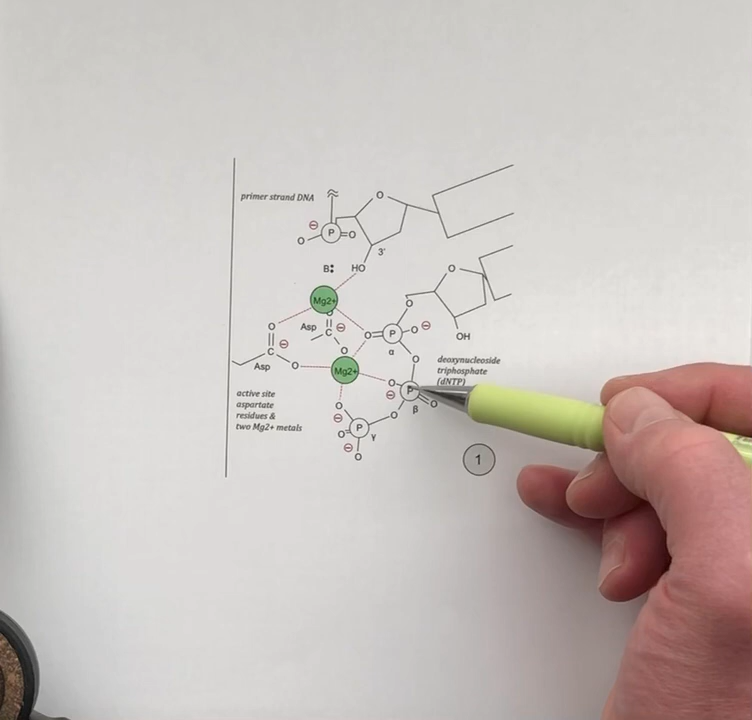 primer strand DNA
O
⊖
O P =O
3'
B: HO
O
Mg2+
O
O
Asp C ⊖
O=P-O ⊖
OH
O
⊖
C
α
O
O
Asp
O
Mg2+
deoxynucleoside
triphosphate
(dNTP)
O P
⊖
O
β
active site
aspartate
residues &
two Mg2+ metals
O
⊖
O
O P γ
⊖
O
1